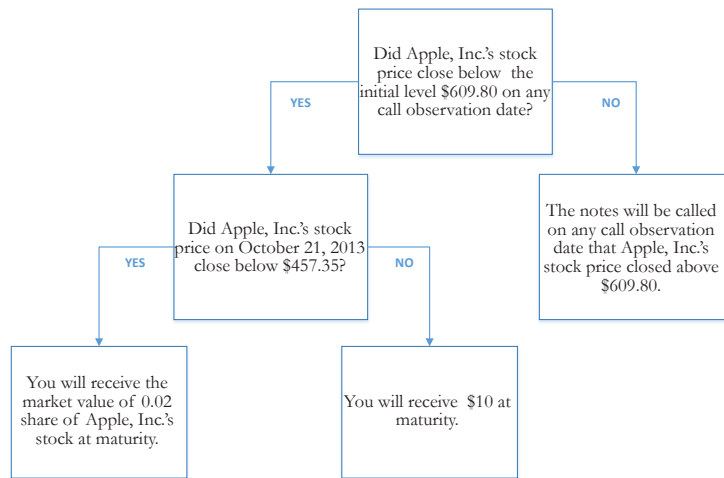 Did Apple, Inc.'s stock
price close below the
initial level $609.80 on any
call observation date?
YES
NO
Did Apple, Inc.'s stock
price on October 21, 2013
close below $457.35?
The notes will be called
on any call observation
date that Apple, Inc.'s
stock price closed above
$609.80.
YES
NO
You will receive the
market value of 0.02
share of Apple, Inc.'s
stock at maturity.
You will receive $10 at
maturity.